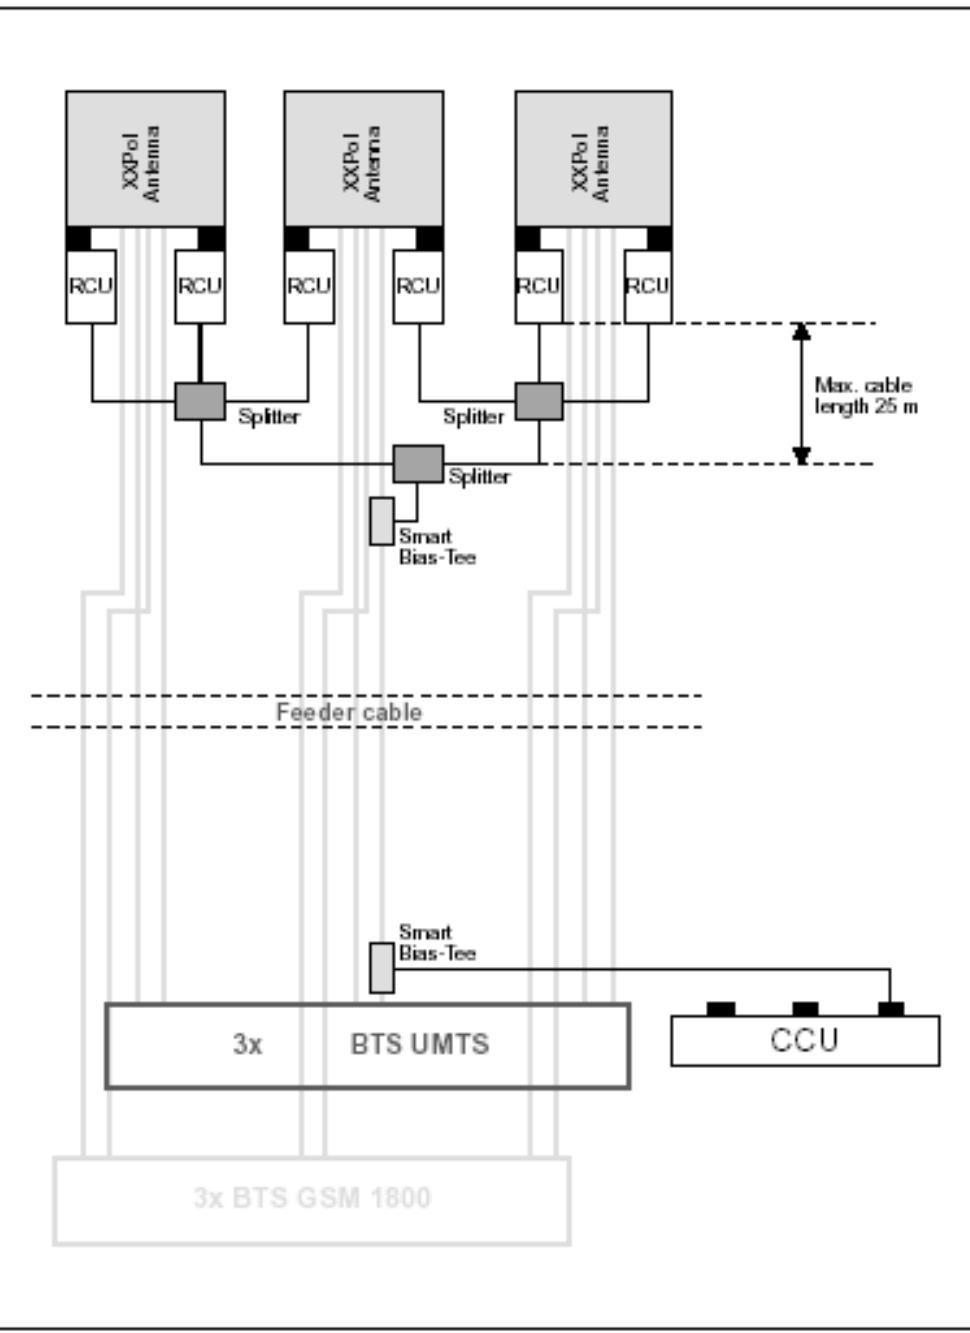 XXPol
Antenna
XXPol
Antenna
XXPol
Antenna
RCU
RCU
RCU
RCU
RCU
RCU
Max. cable
length 25 m
Splitter
Splitter
Splitter
Smart
Bias-Tee
Feeder cable
Smart
Bias-Tee
3x BTS UMTS
CCU
3x BTS GSM 1800